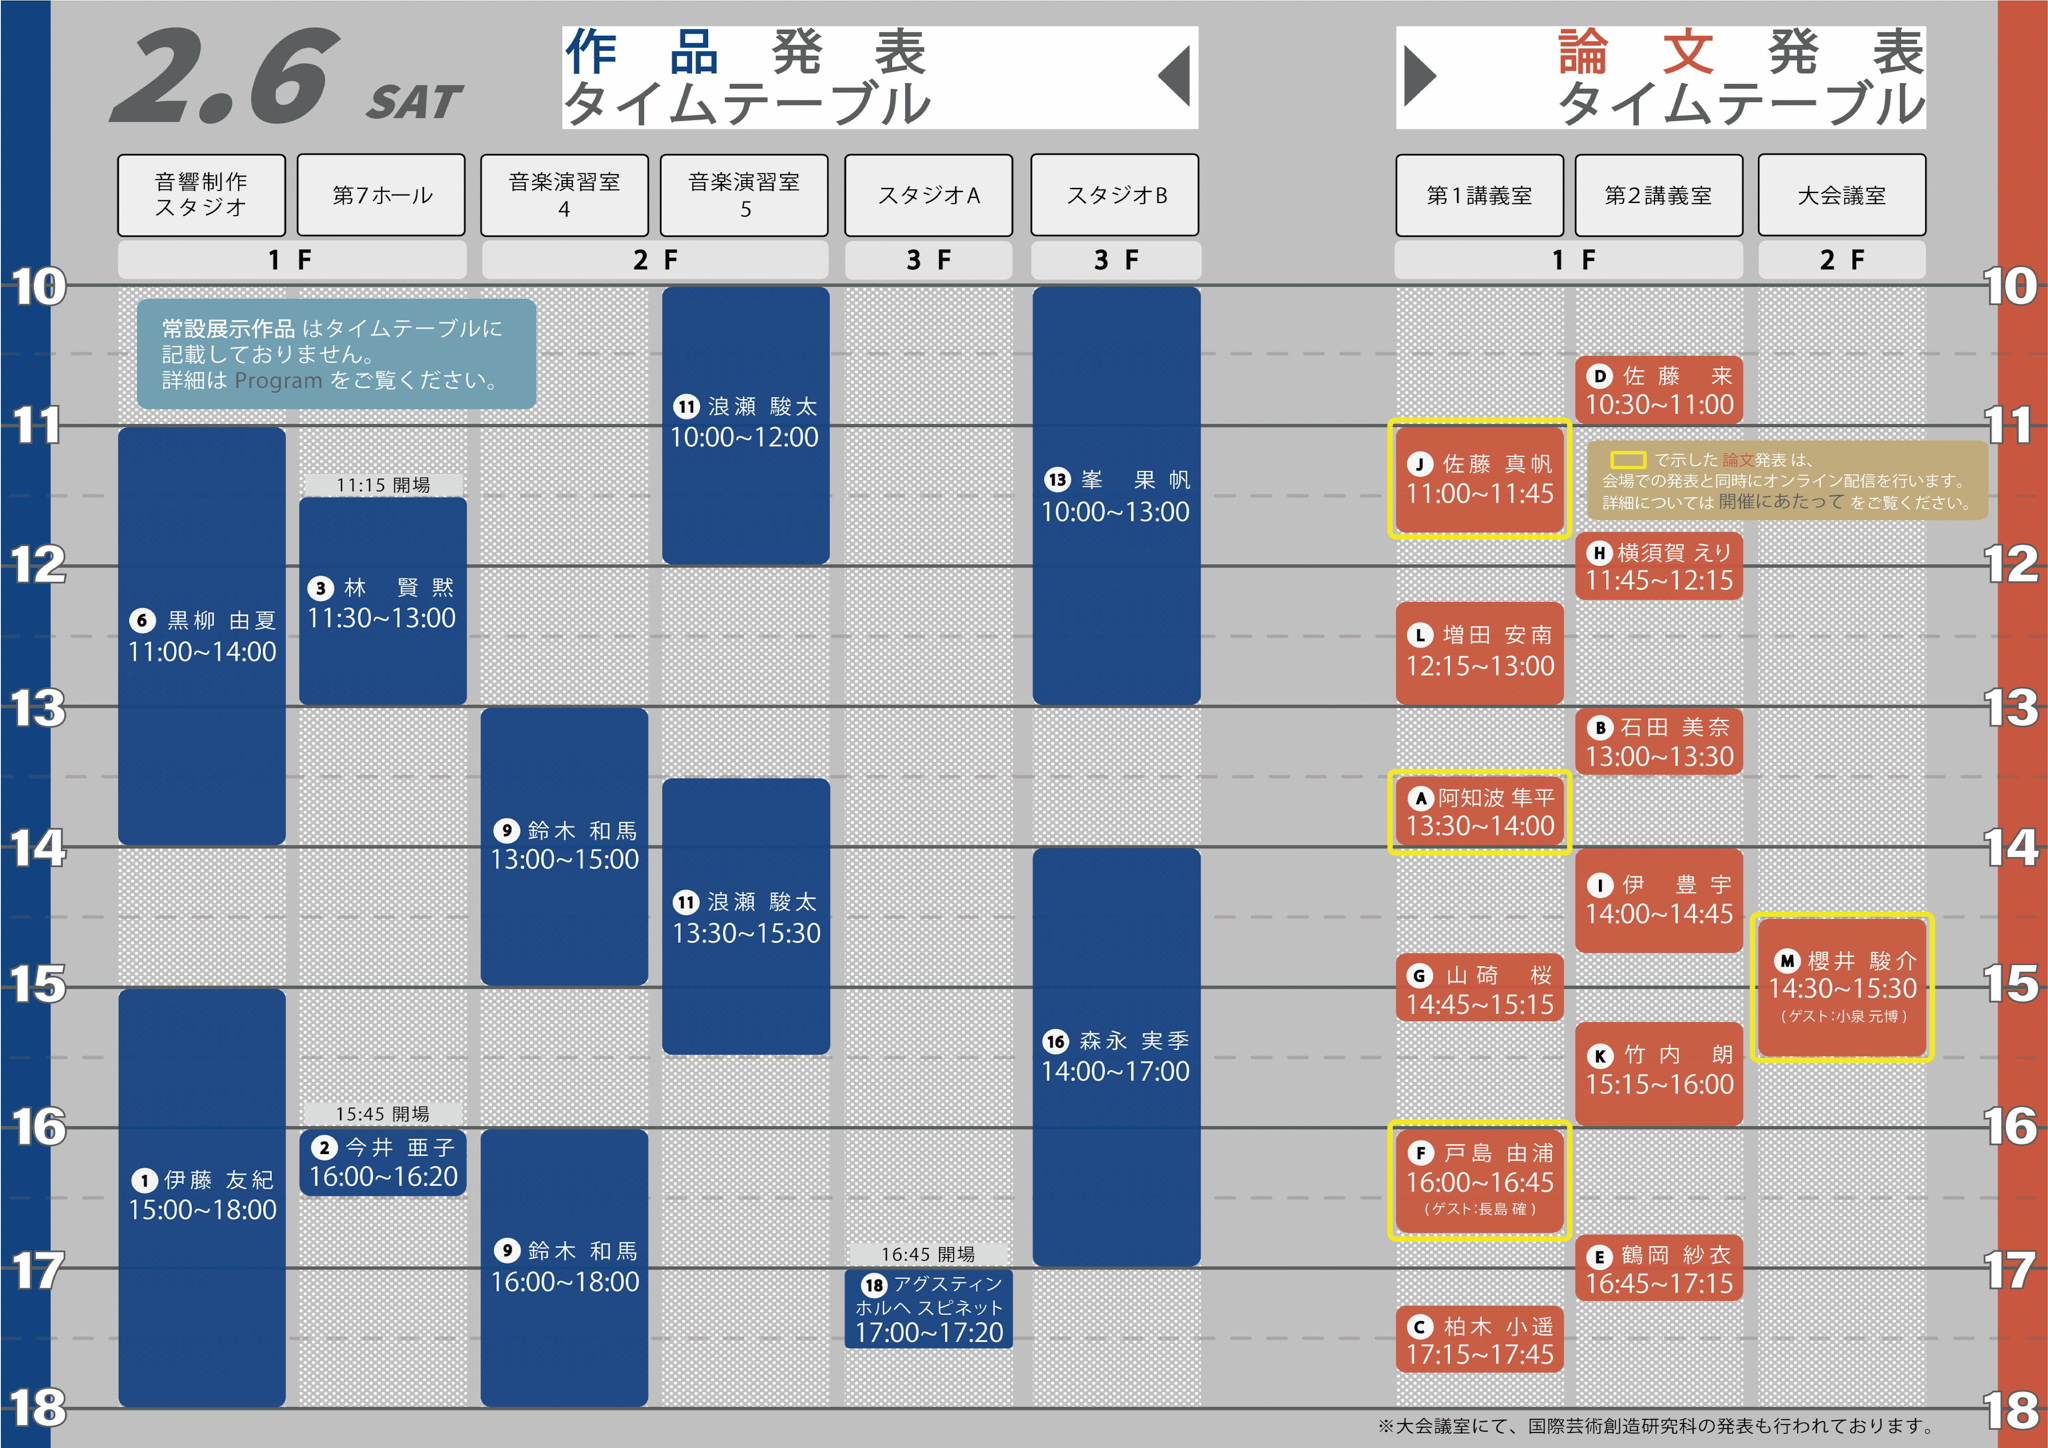 2.6 SAT
作品発表
タイムテーブル
論文発表
タイムテーブル
音響制作
スタジオ
第7ホール
音楽演習室
4
音楽演習室
5
スタジオA
スタジオB
第1講義室
第2講義室
大会議室
1 F
2 F
3 F
3 F
1 F
2 F
10
11
12
13
14
15
16
17
18
常設展示作品 はタイムテーブルに
記載しておりません。
詳細は Program をご覧ください。
6 黒柳 由夏
11:00~14:00
1 伊藤 友紀
15:00~18:00
11:15 開場
3 林 賢黙
11:30~13:00
15:45 開場
2 今井 亜子
16:00~16:20
9 鈴木 和馬
13:00~15:00
9 鈴木 和馬
16:00~18:00
11 浪瀬 駿太
10:00~12:00
11 浪瀬 駿太
13:30~15:30
16:45 開場
18 アグスティン
ホルヘ スピネット
17:00~17:20
13 峯 果帆
10:00~13:00
16 森永 実季
14:00~17:00
J 佐藤 真帆
11:00~11:45
L 増田 安南
12:15~13:00
A 阿知波 隼平
13:30~14:00
G 山碕 桜
14:45~15:15
F 戸島 由浦
16:00~16:45
(ゲスト:長島 確)
C 柏木 小遥
17:15~17:45
D 佐藤 来
10:30~11:00
で示した 論文発表 は、
会場での発表と同時にオンライン配信を行います。
詳細については 開催にあたって をご覧ください。
H 横須賀 えり
11:45~12:15
B 石田 美奈
13:00~13:30
I 伊 豊宇
14:00~14:45
K 竹内 朗
15:15~16:00
E 鶴岡 紗衣
16:45~17:15
M 櫻井 駿介
14:30~15:30
(ゲスト:小泉 元博)
10
11
12
13
14
15
16
17
18
※大会議室にて、国際芸術創造研究科の発表も行われております。